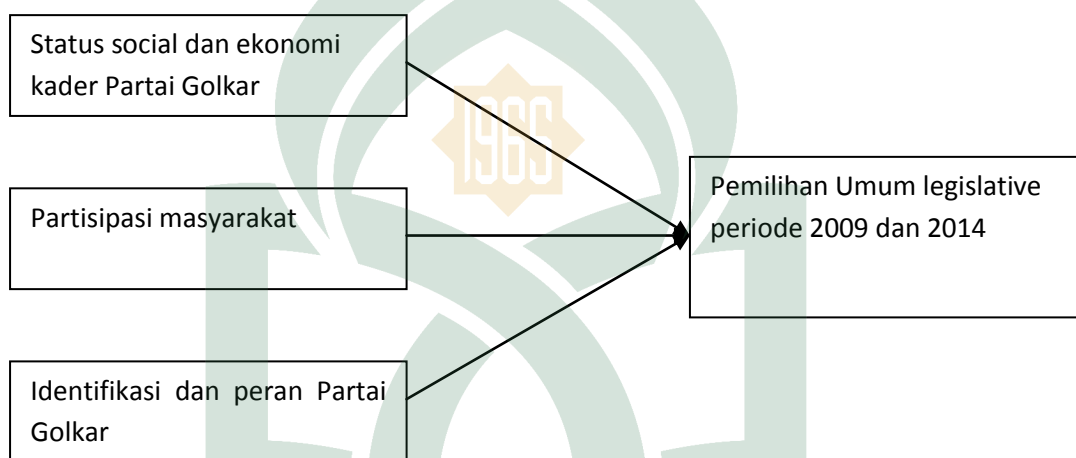 Status social dan ekonomi
kader Partai Golkar
1965
Partisipasi masyarakat
Pemilihan Umum legislative
periode 2009 dan 2014
Identifikasi dan peran Partai
Golkar